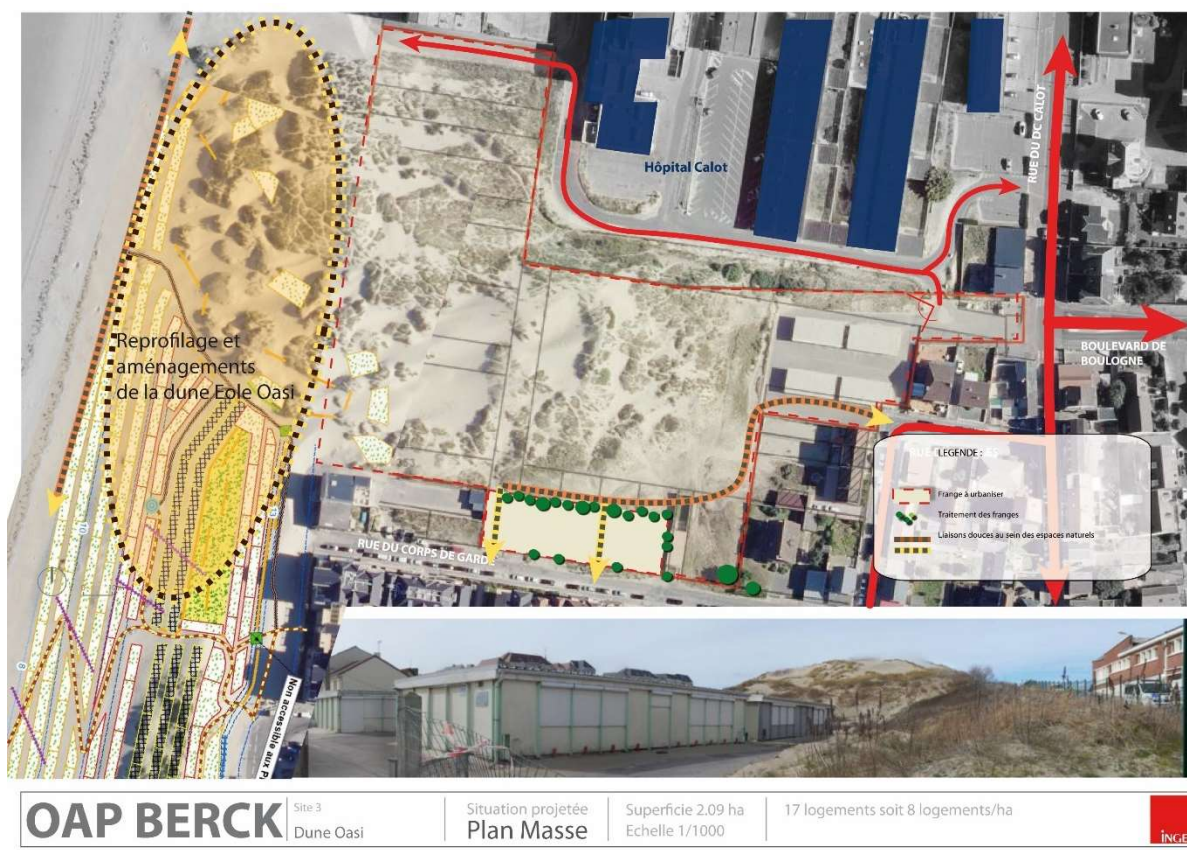 Hôpital Calot
RUE DU DC CALOT
BOULEVARD DE
BOULOGNE
Reprofilage et
aménagements
de la dune Eole Oasi
RUE DU CORPS DE GARDE
LEGENDE :
Frange à urbaniser
Traitement des franges
Liaisons douces au sein des espaces naturels
10
13
8
Non accessible aux
OAP BERCK
Site 3
Dune Oasi
Situation projetée
Plan Masse
Superficie 2.09 ha
Echelle 1/1000
17 logements soit 8 logements/ha
INGE